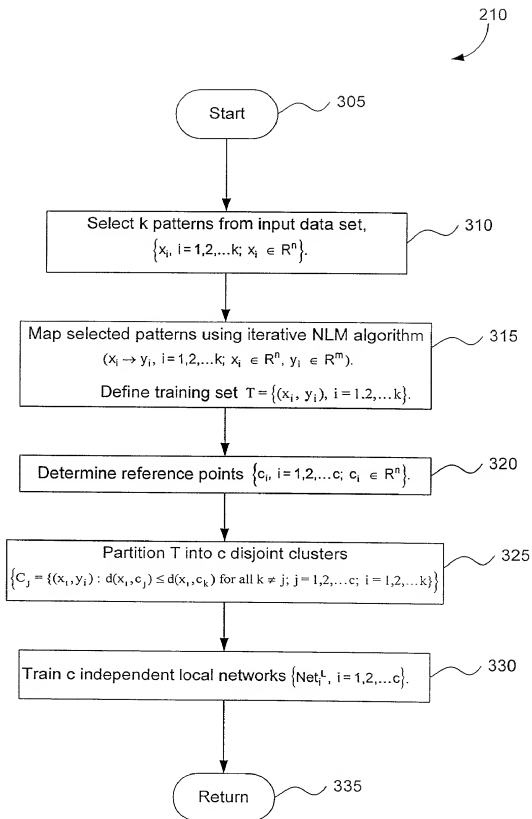 210
Start
305
Select k patterns from input data set,
{xᵢ, i = 1,2,...k; xᵢ ∈ Rⁿ}.
310
Map selected patterns using iterative NLM algorithm
(xᵢ → yᵢ, i = 1,2,...k; xᵢ ∈ Rⁿ, yᵢ ∈ Rᵐ).
Define training set T = {(xᵢ, yᵢ), i = 1,2,...k}.
315
Determine reference points {cᵢ, i = 1,2,...c; cᵢ ∈ Rⁿ}.
320
Partition T into c disjoint clusters
{Cⱼ = {(xᵢ, yᵢ) : d(xᵢ, cⱼ) ≤ d(xᵢ, cₖ) for all k ≠ j; j = 1,2,...c; i = 1,2,...k}}
325
Train c independent local networks {Netᵢᴸ, i = 1,2,...c}.
330
Return
335